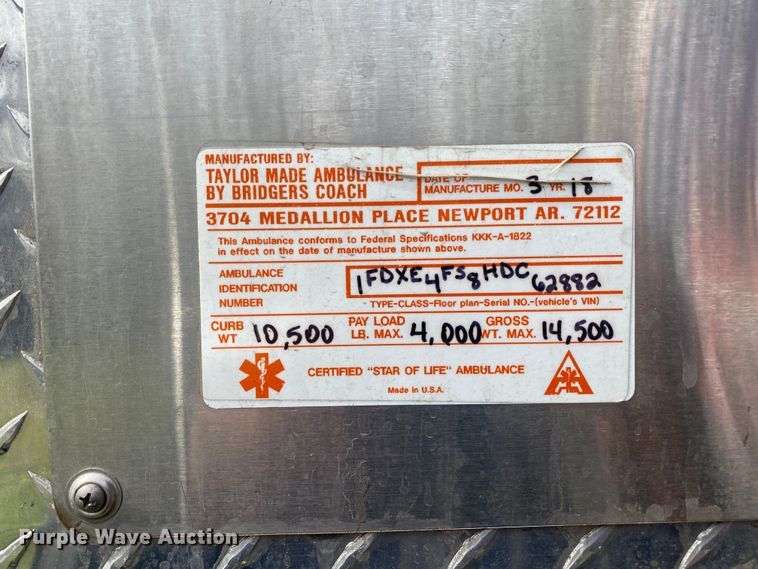 MANUFACTURED BY:
TAYLOR MADE AMBULANCE
BY BRIDGERS COACH
DATE OF
MANUFACTURE MO. 3 YR. 18
3704 MEDALLION PLACE NEWPORT AR. 72112
This Ambulance conforms to Federal Specifications KKK-A-1822
in effect on the date of manufacture shown above.
AMBULANCE
IDENTIFICATION
NUMBER
1FDXE4FS8HDC62882
TYPE-CLASS-Floor plan-Serial NO.-(vehicle's VIN)
CURB
WT 10,500
PAY LOAD
LB. MAX. 4,000
GROSS
WT. MAX. 14,500
CERTIFIED "STAR OF LIFE" AMBULANCE
Made in U.S.A.
Purple Wave Auction